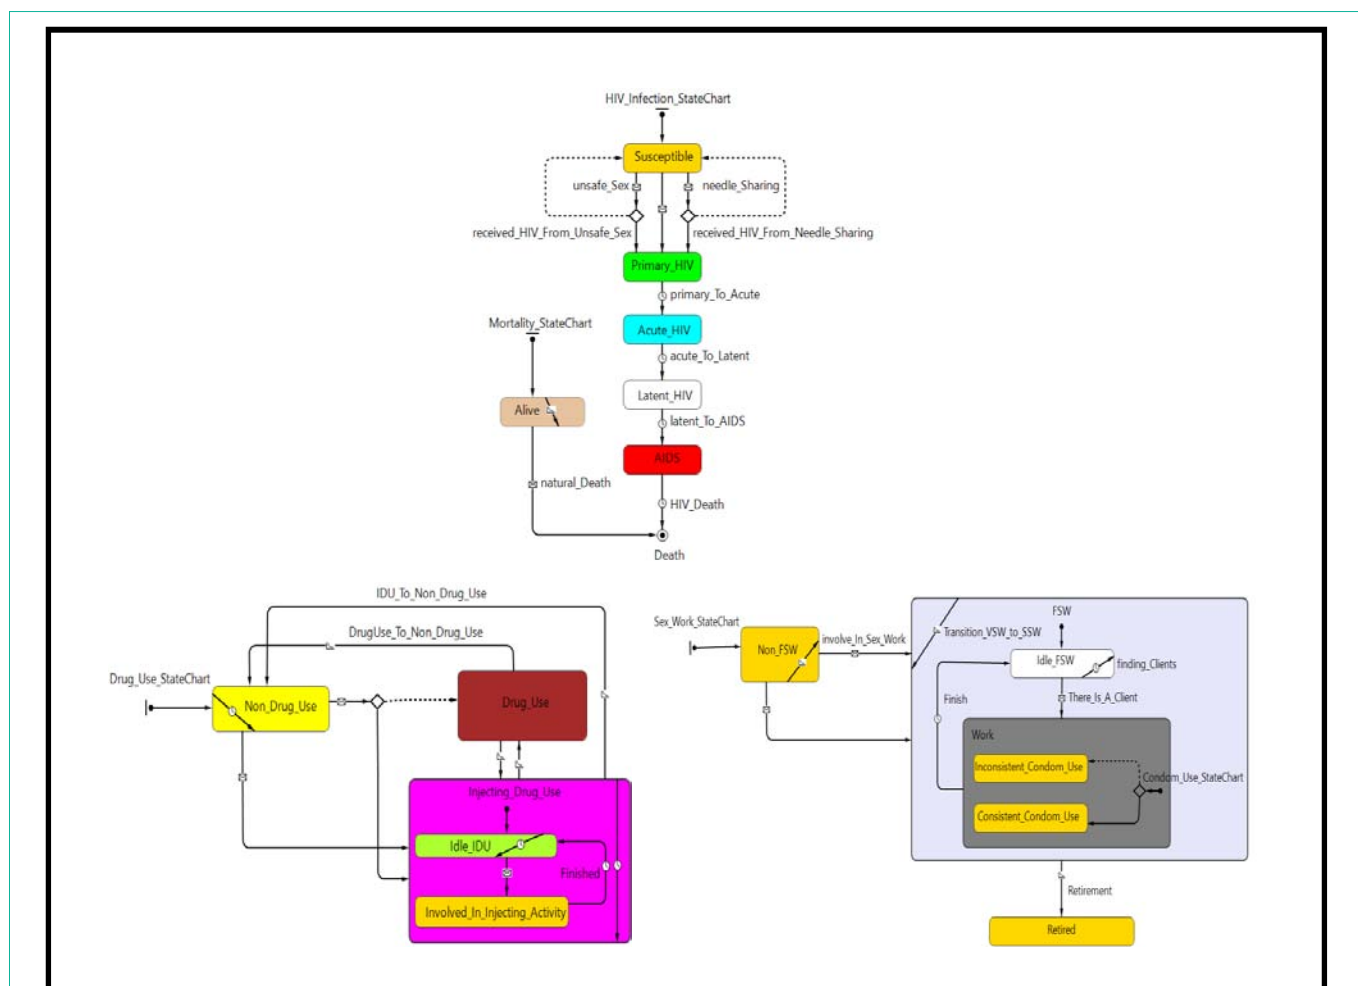 HIV_Infection_StateChart
Susceptible
unsafe_Sex
needle_Sharing
received_HIV_From_Unsafe_Sex
received_HIV_From_Needle_Sharing
Primary_HIV
primary_To_Acute
Mortality_StateChart
Acute_HIV
acute_To_Latent
Latent_HIV
Alive
latent_To_AIDS
AIDS
natural_Death
HIV_Death
Death
IDU_To_Non_Drug_Use
DrugUse_To_Non_Drug_Use
Drug_Use_StateChart
Non_Drug_Use
Drug_Use
Injecting_Drug_Use
Idle_IDU
Finished
Involved_In_Injecting_Activity
Sex_Work_StateChart
Non_FSW
involve_In_Sex_Work
FSW
Transition_VSW_to_SSW
Idle_FSW
finding_Clients
Finish
There_Is_A_Client
Work
Inconsistent_Condom_Use
Condom_Use_StateChart
Consistent_Condom_Use
Retirement
Retired